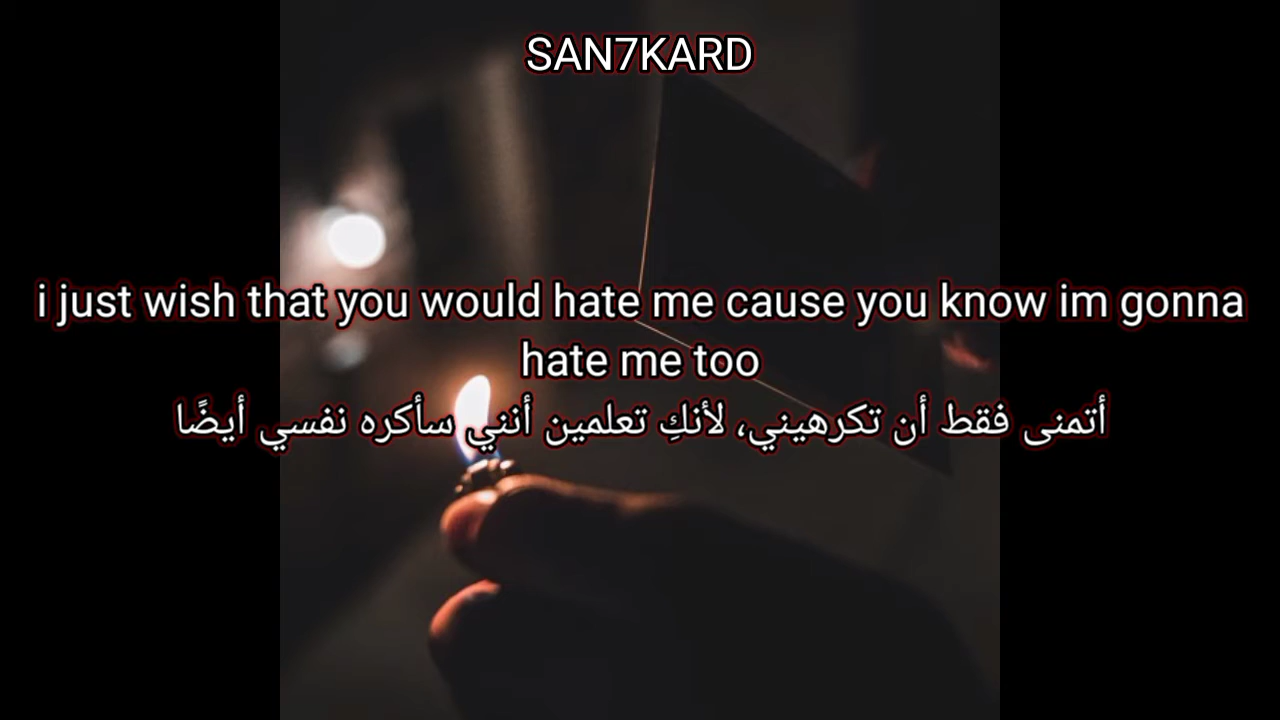 SAN7KARD
i just wish that you would hate me cause you know im gonna
hate me too
أتمنى فقط أن تكرهيني، لأنكِ تعلمين أنني سأكره نفسي أيضًا